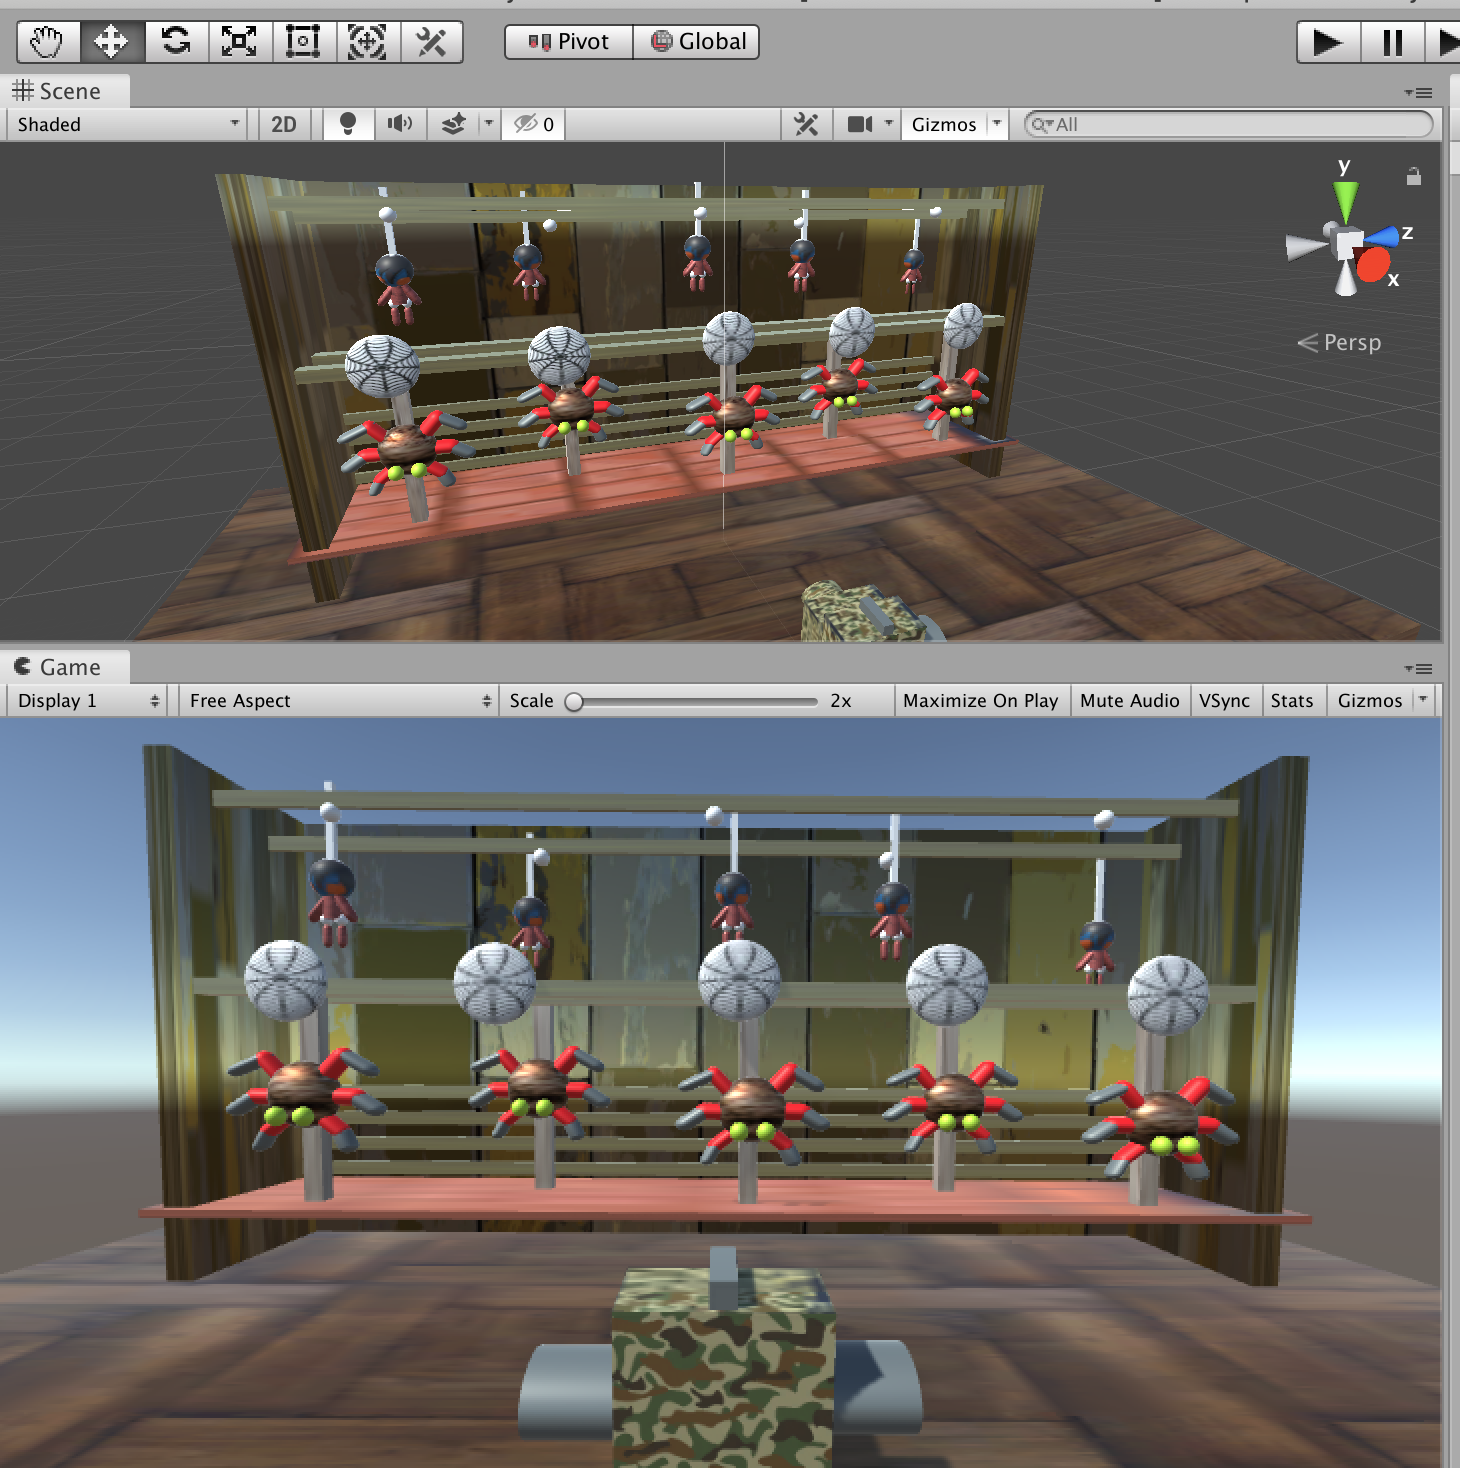 Pivot Global
Scene
Shaded 2D 0 Gizmos All
y
z
x
Persp
Game
Display 1 Free Aspect Scale 2x Maximize On Play Mute Audio VSync Stats Gizmos